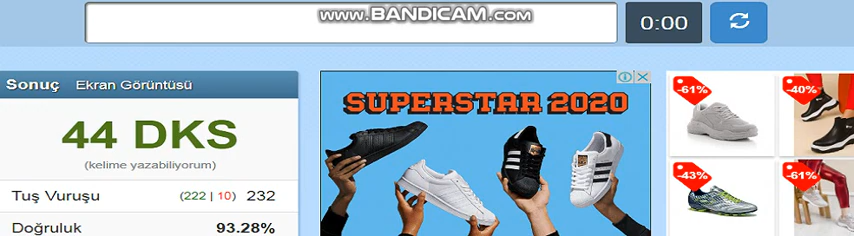 www.BANDICAM.com
0:00
Sonuç Ekran Görüntüsü
44 DKS
(kelime yazabiliyorum)
Tuş Vuruşu (222 | 10) 232
Doğruluk 93.28%
SUPERSTAR 2020
-61% -40%
-43% -61%